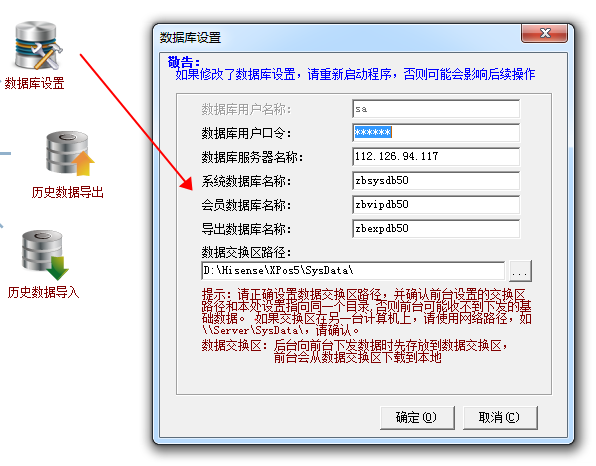 数据库设置
历史数据导出
历史数据导入
数据库设置
敬告:
如果修改了数据库设置，请重新启动程序，否则可能会影响后续操作
数据库用户名称: sa
数据库用户口令: ******
数据库服务器名称: 112.126.94.117
系统数据库名称: zbsysdb50
会员数据库名称: zbvipdb50
导出数据库名称: zbexpdb50
数据交换区路径:
D:\Hisense\XPos5\SysData\ ...
提示: 请正确设置数据交换区路径，并确认前台设置的交换区
路径和本处设置指向同一个目录,否则前台可能收不到下发的基
础数据。 如果交换区在另一台计算机上，请使用网络路径，如
\\Server\SysData\，请确认。
数据交换区: 后台向前台下发数据时先存放到数据交换区，
前台会从数据交换区下载到本地
确定(O) 取消(C)